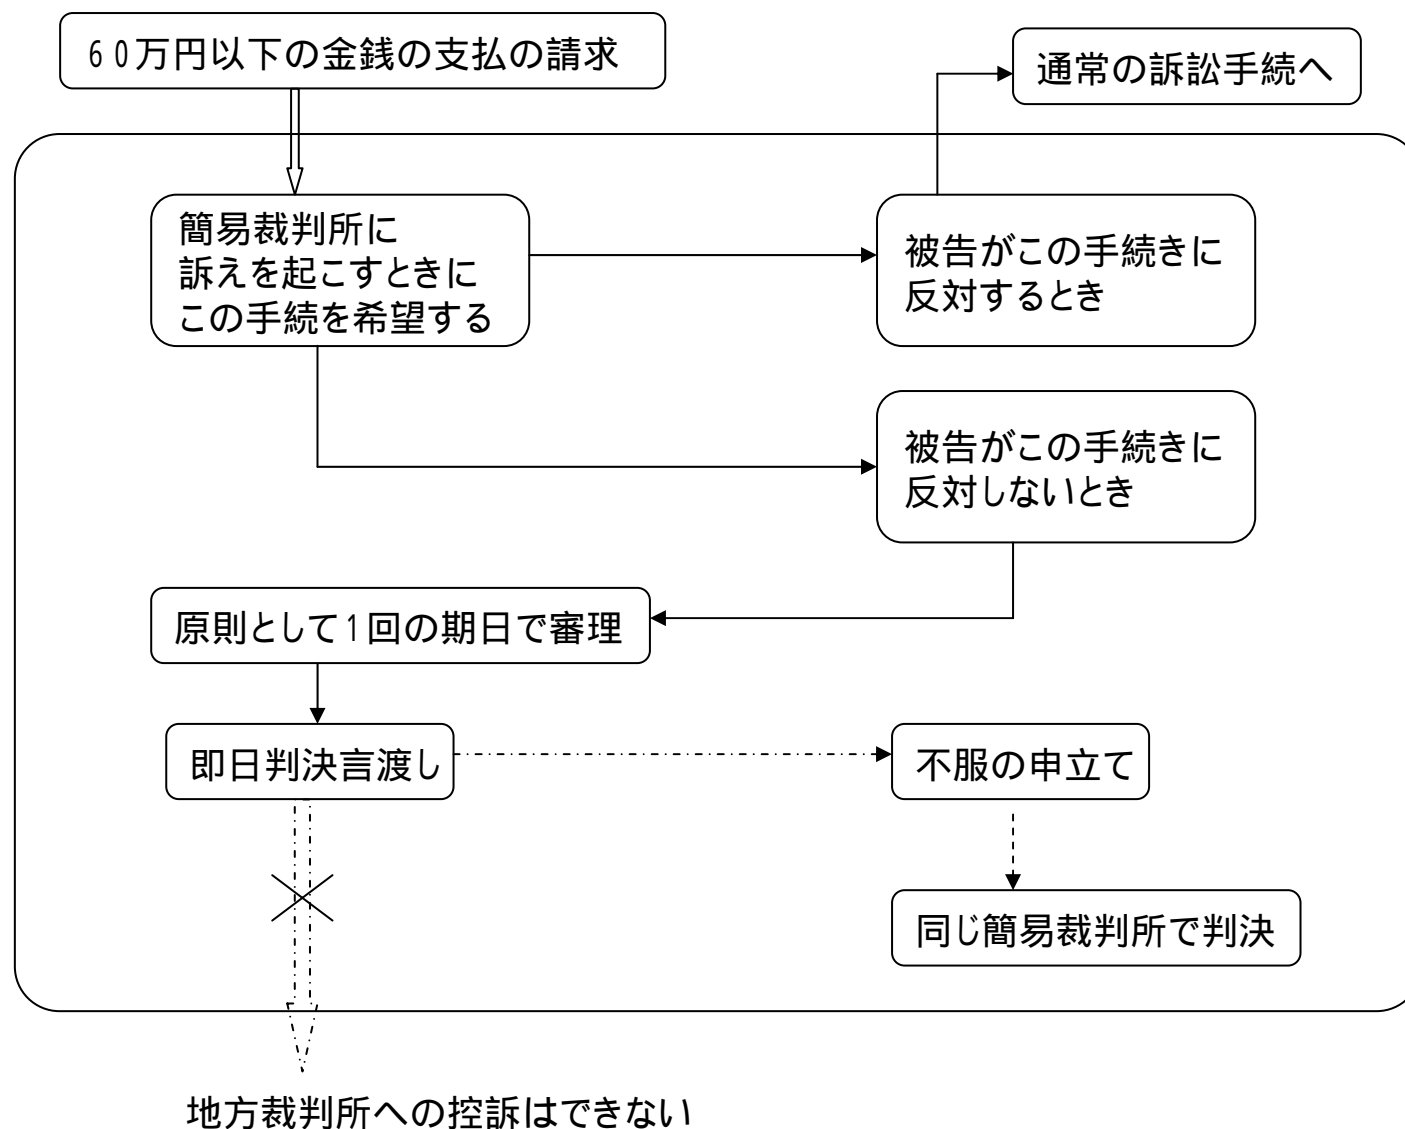 60万円以下の金銭の支払の請求
通常の訴訟手続へ
簡易裁判所に
訴えを起こすときに
この手続を希望する
被告がこの手続きに
反対するとき
被告がこの手続きに
反対しないとき
原則として1回の期日で審理
即日判決言渡し
不服の申立て
同じ簡易裁判所で判決
地方裁判所への控訴はできない